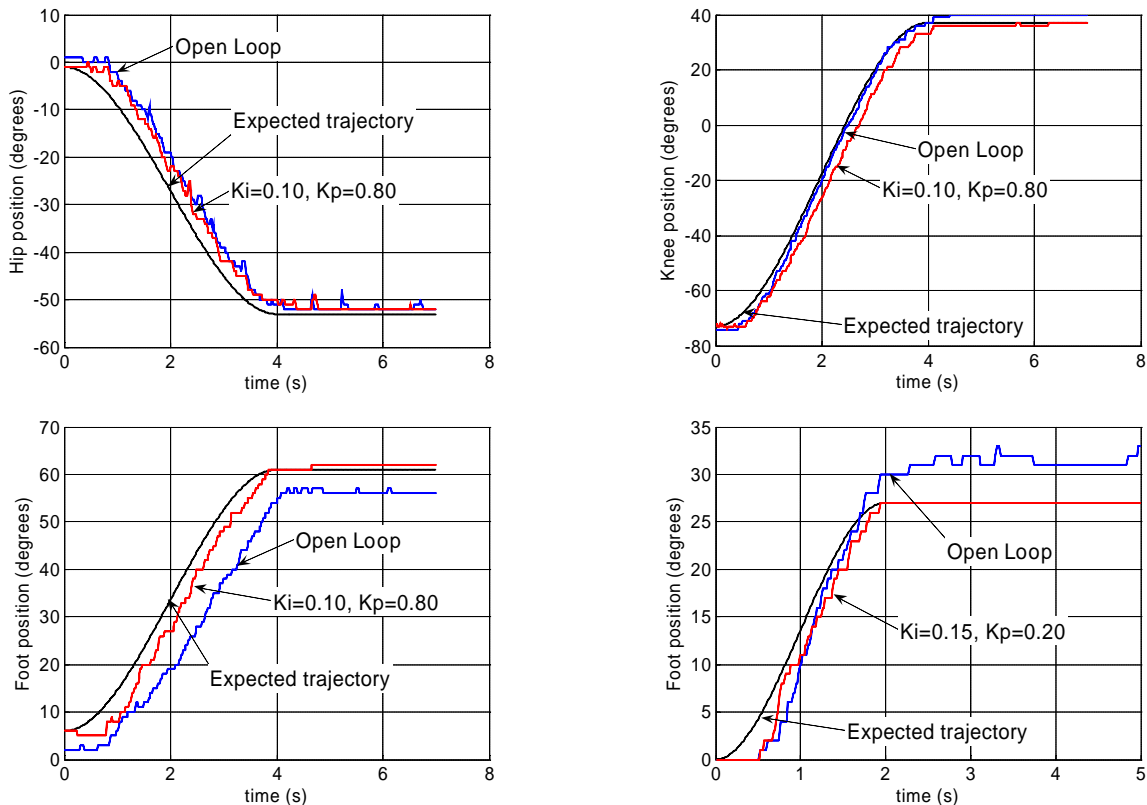 10
0
-10
-20
-30
-40
-50
-60
0 2 4 6 8
Hip position (degrees)
time (s)
Open Loop
Expected trajectory
Ki=0.10, Kp=0.80
40
20
0
-20
-40
-60
-80
0 2 4 6 8
Knee position (degrees)
time (s)
Open Loop
Ki=0.10, Kp=0.80
Expected trajectory
70
60
50
40
30
20
10
0
0 2 4 6 8
Foot position (degrees)
time (s)
Open Loop
Ki=0.10, Kp=0.80
Expected trajectory
35
30
25
20
15
10
5
0
0 1 2 3 4 5
Foot position (degrees)
time (s)
Open Loop
Ki=0.15, Kp=0.20
Expected trajectory